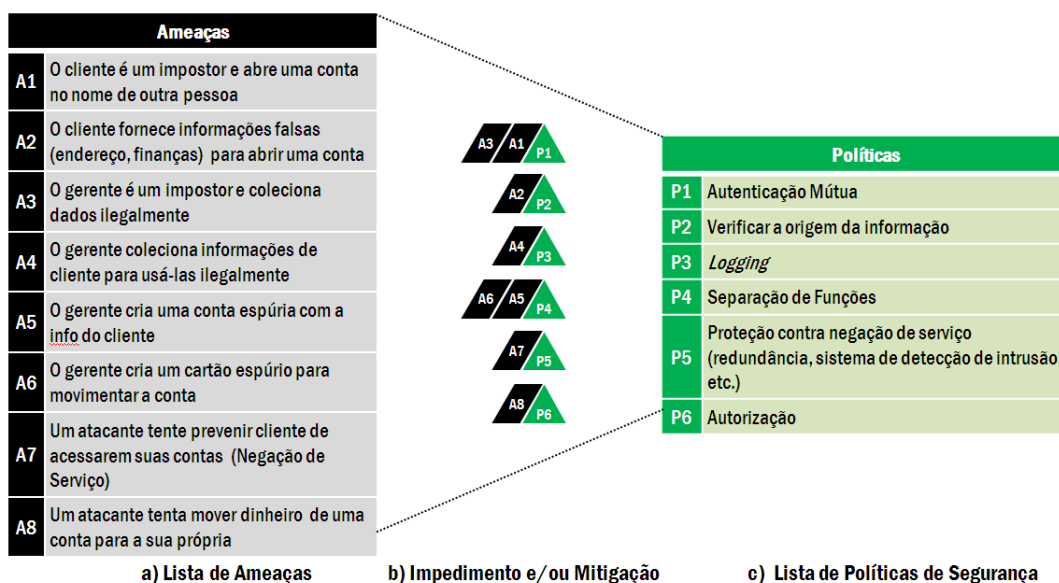 Ameaças
A1
O cliente é um impostor e abre uma conta
no nome de outra pessoa
A2
O cliente fornece informações falsas
(endereço, finanças) para abrir uma conta
A3
O gerente é um impostor e coleciona
dados ilegalmente
A4
O gerente coleciona informações de
cliente para usá-las ilegalmente
A5
O gerente cria uma conta espúria com a
info do cliente
A6
O gerente cria um cartão espúrio para
movimentar a conta
A7
Um atacante tente prevenir cliente de
acessarem suas contas (Negação de
Serviço)
A8
Um atacante tenta mover dinheiro de uma
conta para a sua própria
a) Lista de Ameaças
A3 A1 P1
A2 P2
A4 P3
A6 A5 P4
A7 P5
A8 P6
b) Impedimento e/ou Mitigação
Políticas
P1 Autenticação Mútua
P2 Verificar a origem da informação
P3 Logging
P4 Separação de Funções
P5
Proteção contra negação de serviço
(redundância, sistema de detecção de intrusão,
etc.)
P6 Autorização
c) Lista de Políticas de Segurança